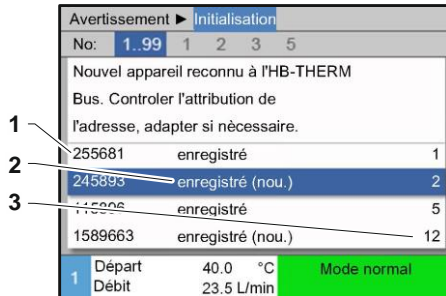 Avertissement ► Initialisation
No: 1..99 1 2 3 5
Nouvel appareil reconnu à l'HB-THERM
Bus. Controler l'attribution de
l'adresse, adapter si nècessaire.
1
255681 enregistré 1
2
245893 enregistré (nou.) 2
3
115896 enregistré 5
1589663 enregistré (nou.) 12
1 Départ 40.0 °C Mode normal
Débit 23.5 L/min